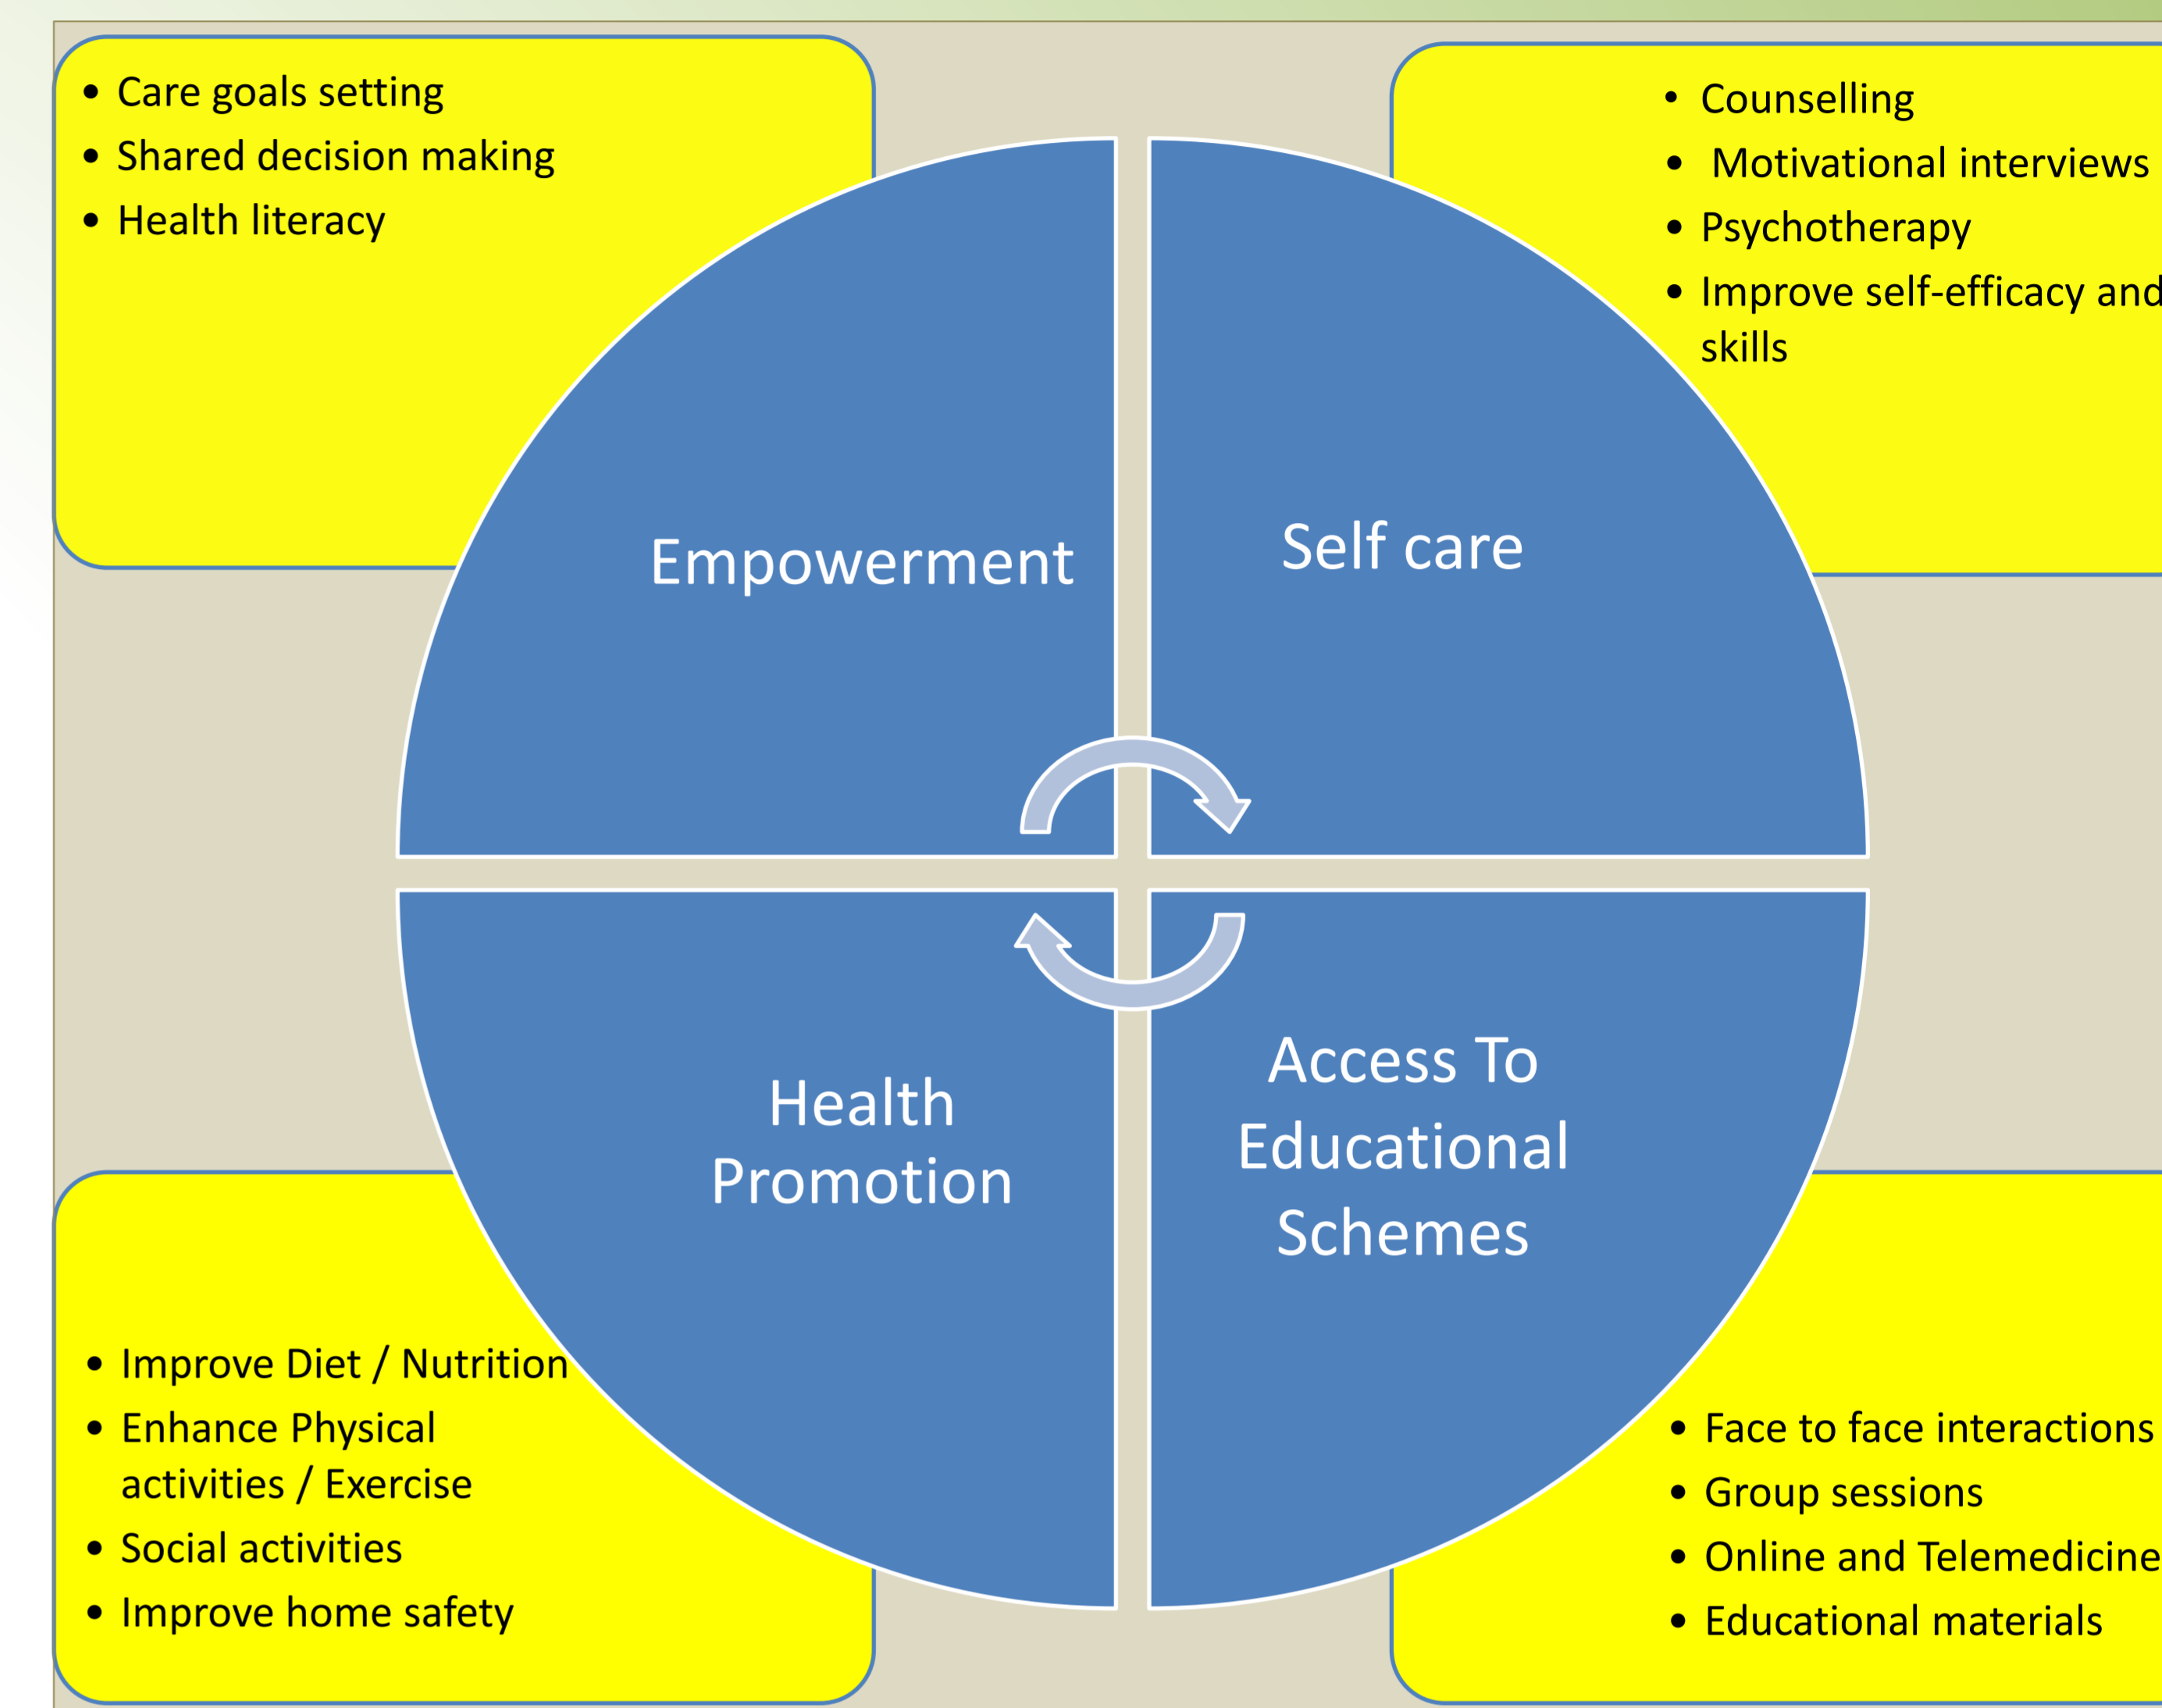 • Care goals setting
• Shared decision making
• Health literacy
• Counselling
• Motivational interviews
• Psychotherapy
• Improve self-efficacy and
skills
Empowerment
Self care
Health
Promotion
Access To
Educational
Schemes
• Improve Diet / Nutrition
• Enhance Physical
activities / Exercise
• Social activities
• Improve home safety
• Face to face interactions
• Group sessions
• Online and Telemedicine
• Educational materials